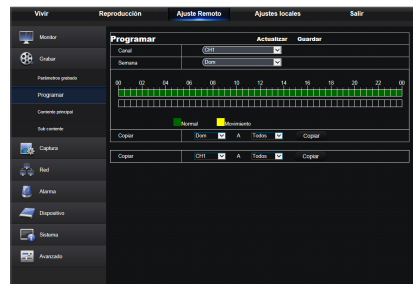 Vivir Reproducción Ajuste Remoto Ajustes locales Salir
Monitor
Grabar
Parámetros grabado
Programar
Corriente principal
Sub corriente
Captura
Red
Alarma
Dispositivo
Sistema
Avanzado
Programar Actualizar Guardar
Canal CH1
Semana Dom
00 02 04 06 08 10 12 14 16 18 20 22 00
Normal Movimiento
Copiar Dom A Todos Copiar
Copiar CH1 A Todos Copiar